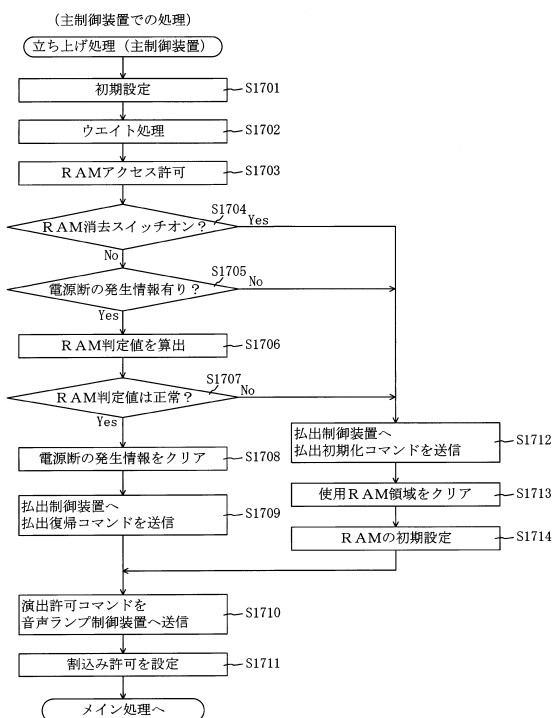 (主制御装置での処理)
立ち上げ処理(主制御装置)
初期設定
S1701
ウエイト処理
S1702
RAMアクセス許可
S1703
RAM消去スイッチオン?
S1704
Yes
No
電源断の発生情報有り?
S1705
No
Yes
RAM判定値を算出
S1706
RAM判定値は正常?
S1707
No
Yes
電源断の発生情報をクリア
S1708
払出制御装置へ
払出復帰コマンドを送信
S1709
払出制御装置へ
払出初期化コマンドを送信
S1712
使用RAM領域をクリア
S1713
RAMの初期設定
S1714
演出許可コマンドを
音声ランプ制御装置へ送信
S1710
割込み許可を設定
S1711
メイン処理へ